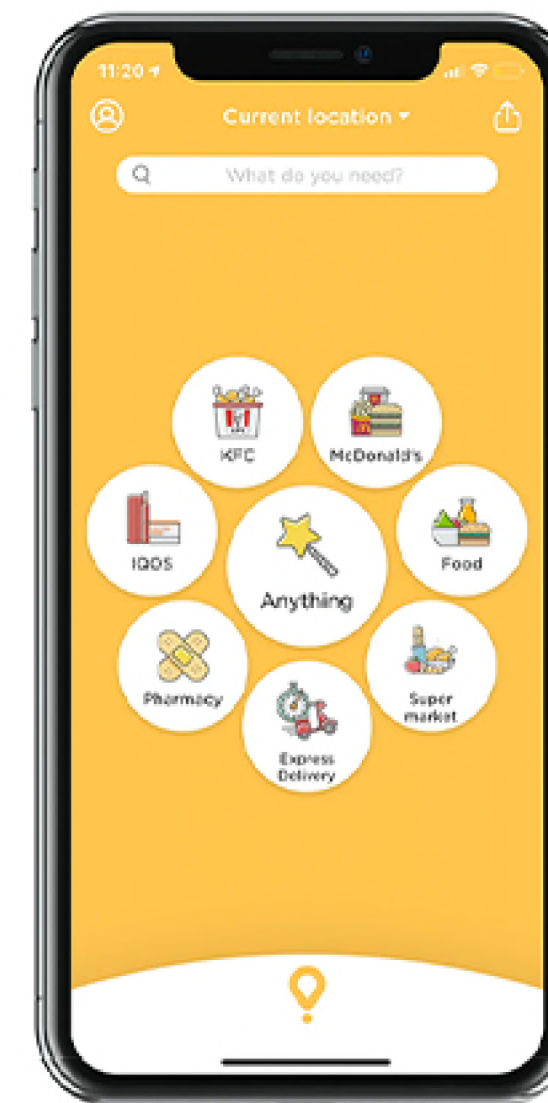 11:20
Current location
What do you need?
KFC
McDonald's
IQOS
Anything
Food
Pharmacy
Super
market
Express
Delivery